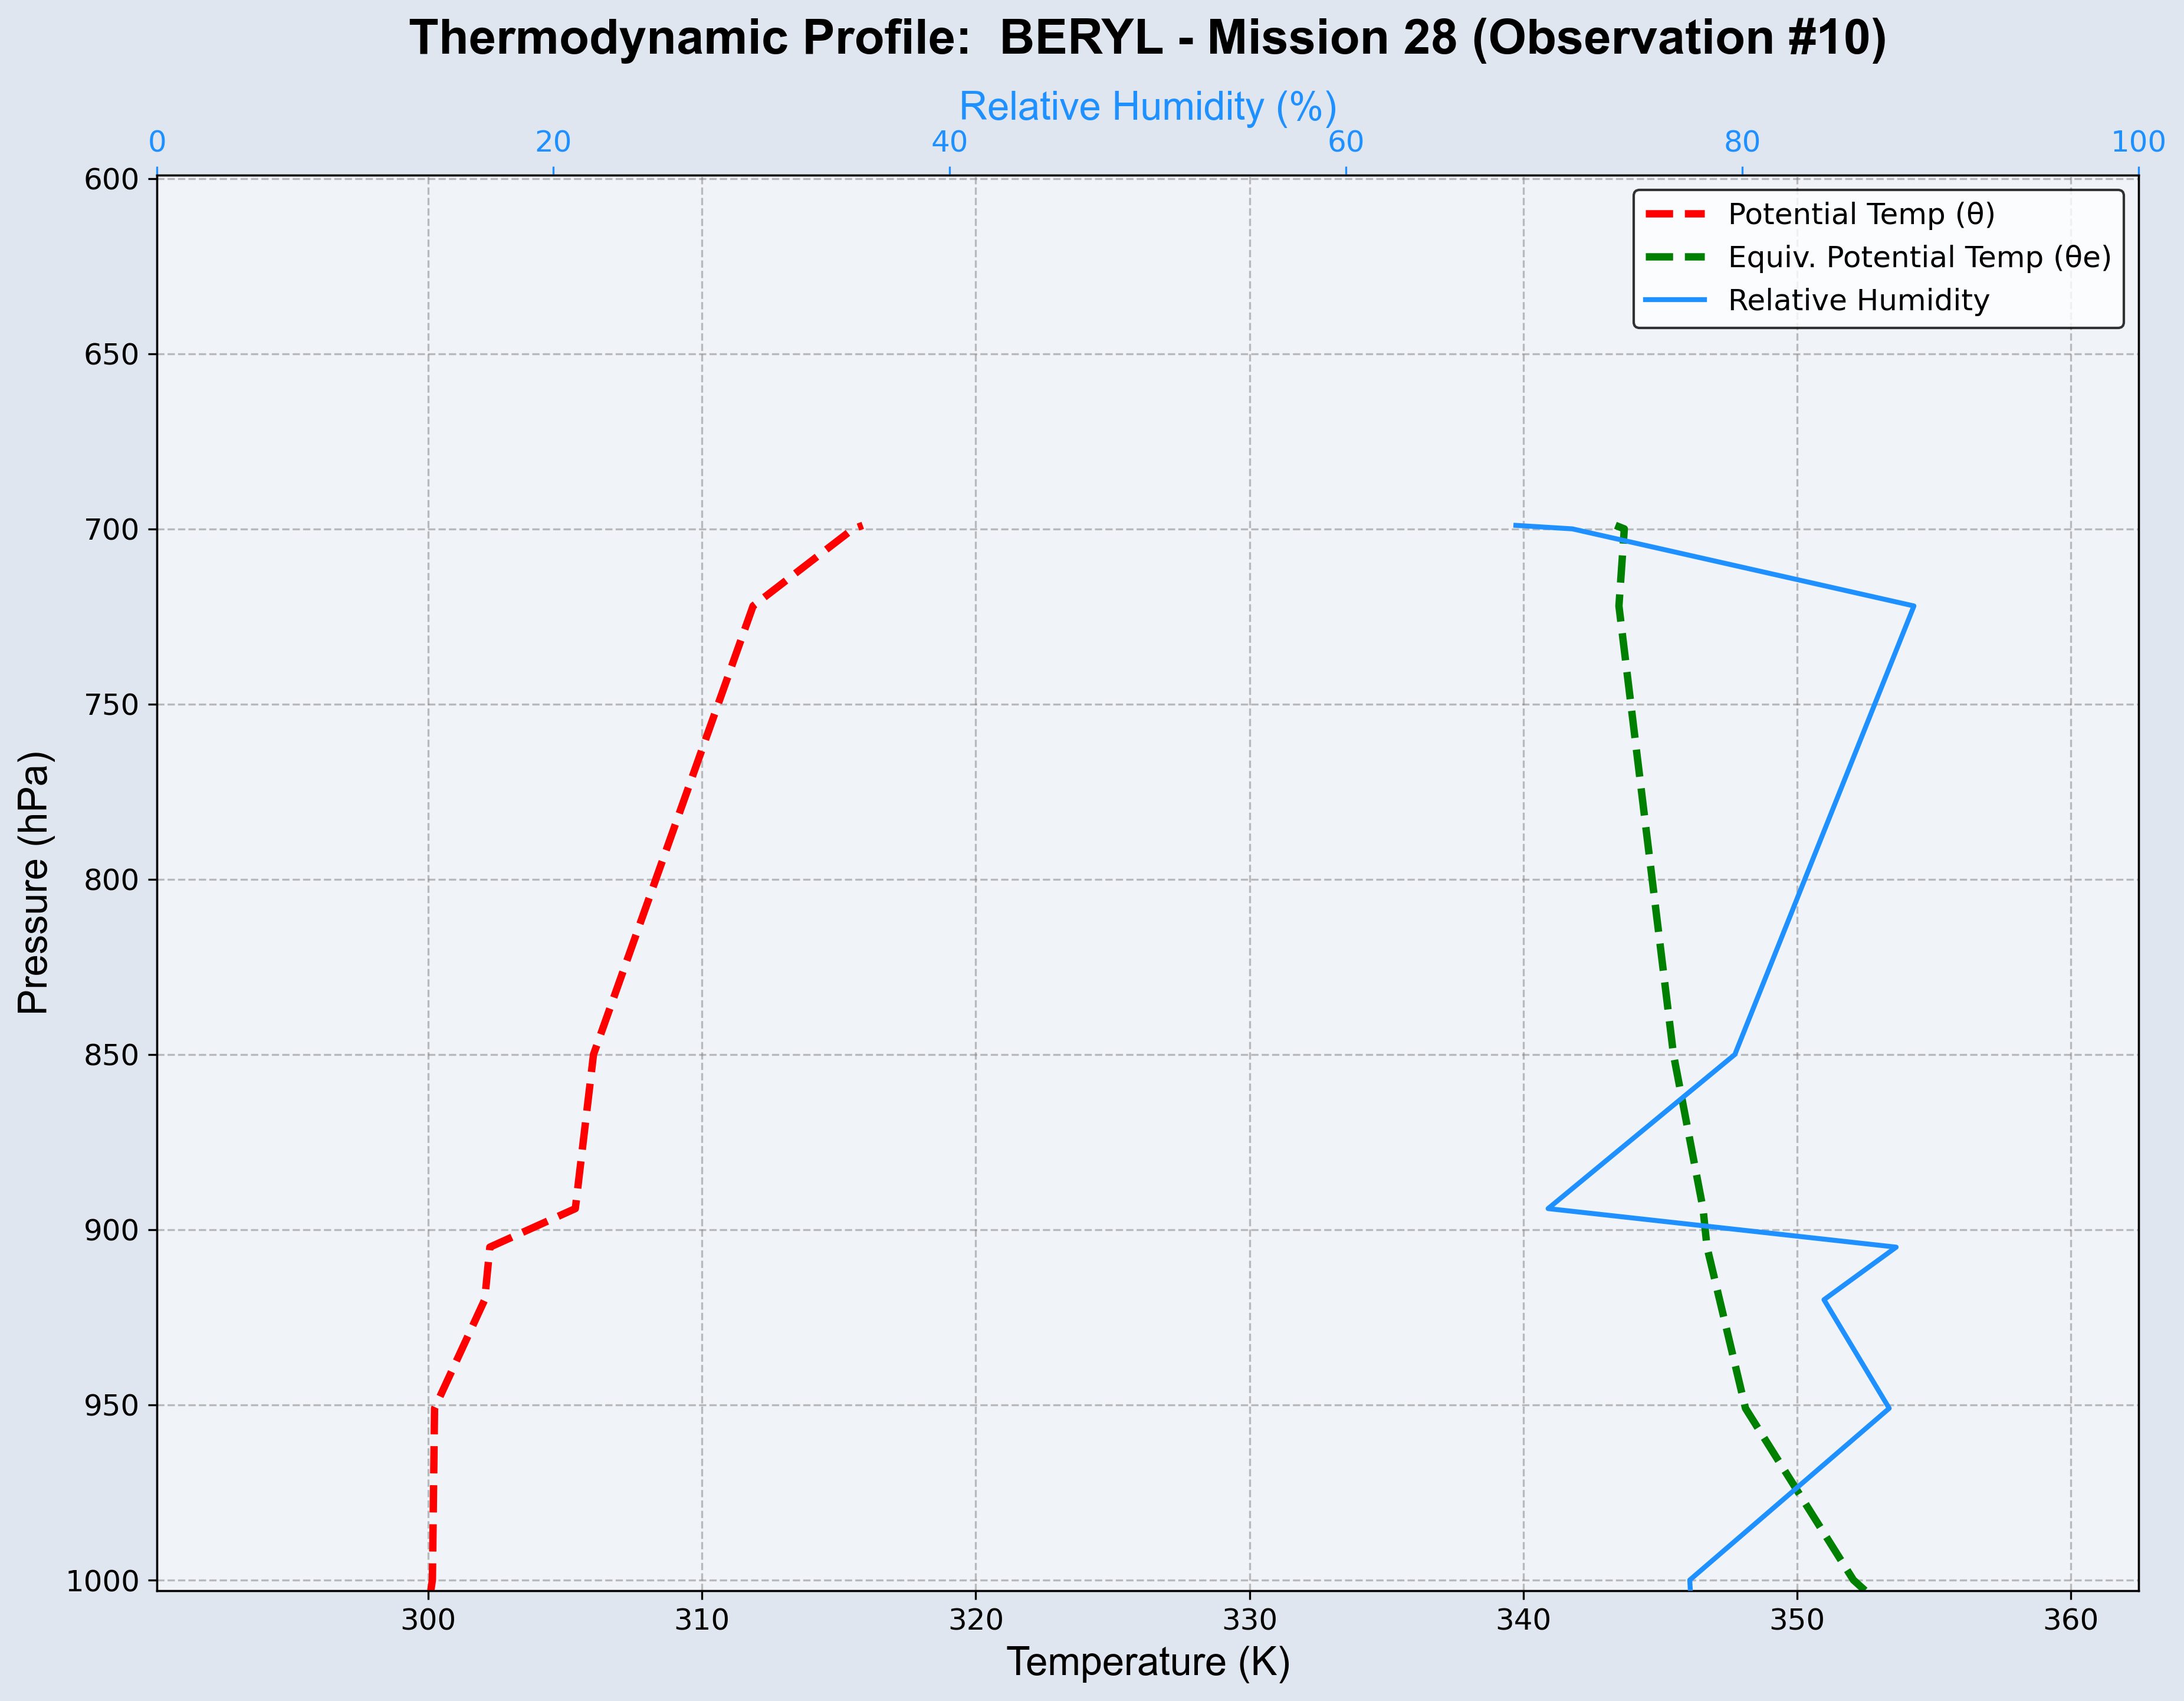 Thermodynamic Profile:  BERYL - Mission 28 (Observation #10)
Relative Humidity (%)
0 20 40 60 80 100
Potential Temp (θ)
Equiv. Potential Temp (θe)
Relative Humidity
Pressure (hPa)
600
650
700
750
800
850
900
950
1000
300 310 320 330 340 350 360
Temperature (K)